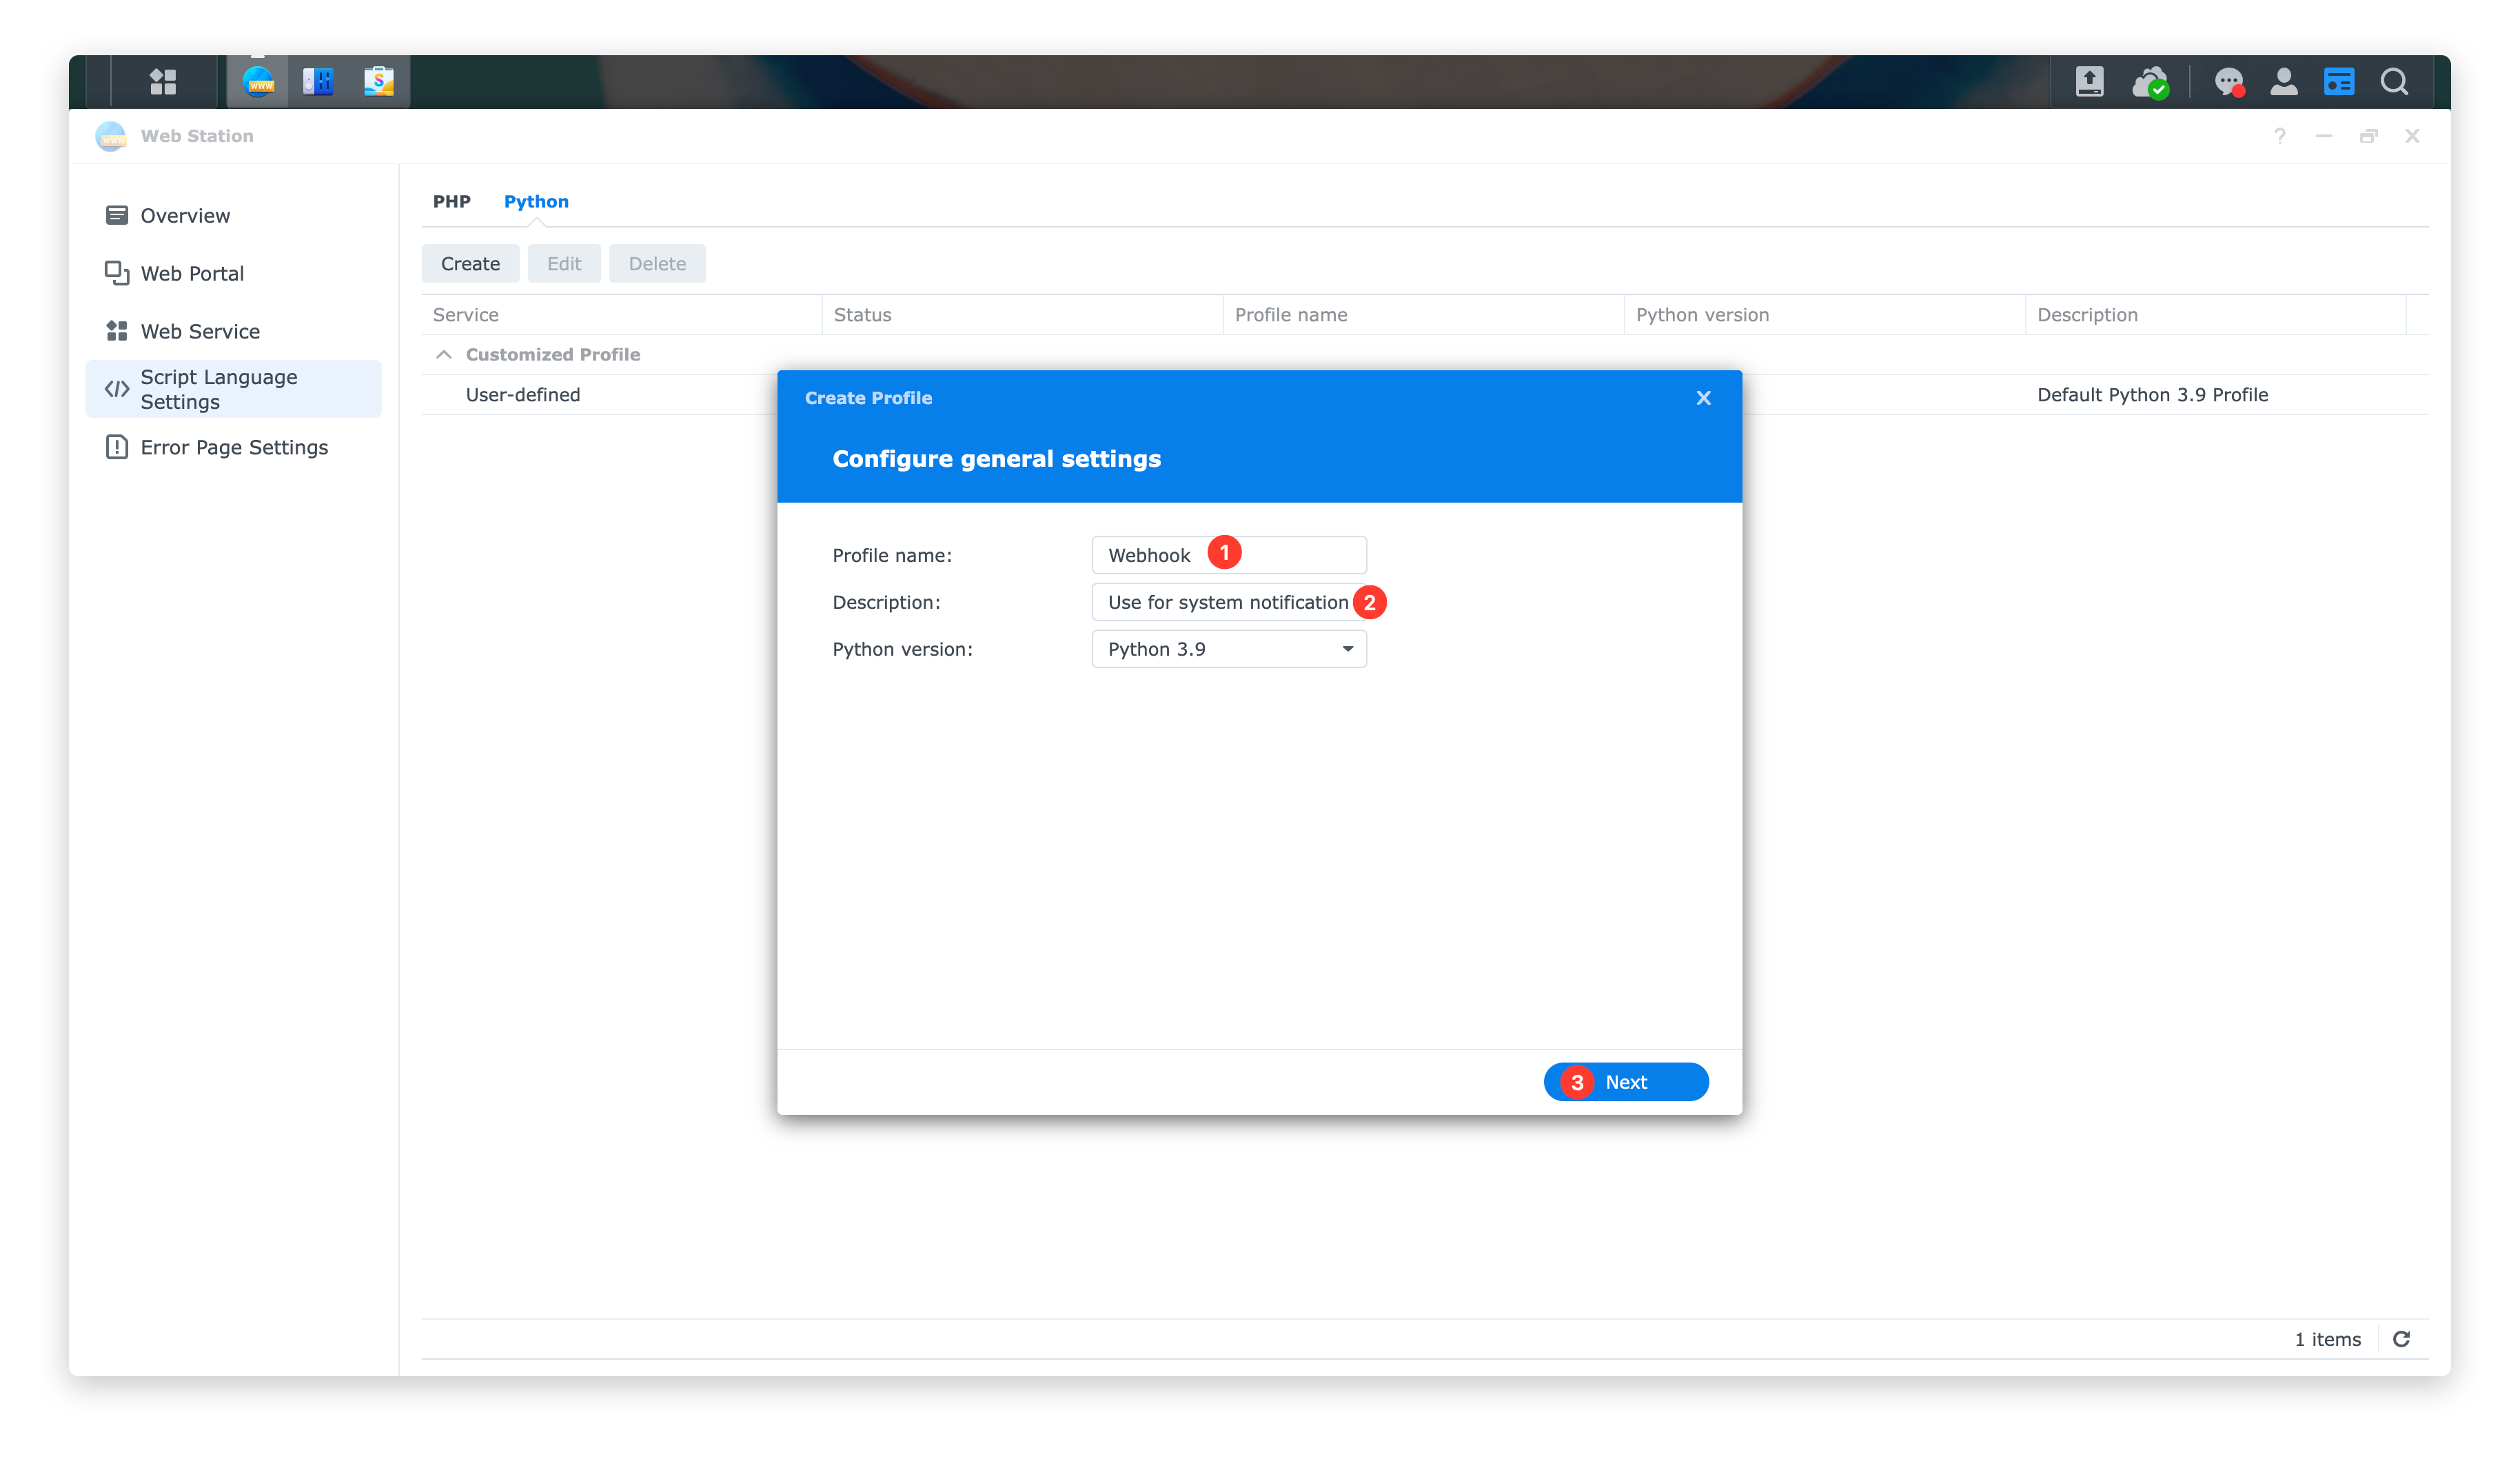 www
S
www
Web Station
?
Overview
Web Portal
Web Service
Script Language
Settings
Error Page Settings
PHP Python
Create Edit Delete
Service Status Profile name Python version Description
Customized Profile
User-defined Default Python 3.9 Profile
Create Profile
Configure general settings
Profile name: Webhook 1
Description: Use for system notification 2
Python version: Python 3.9
3 Next
1 items